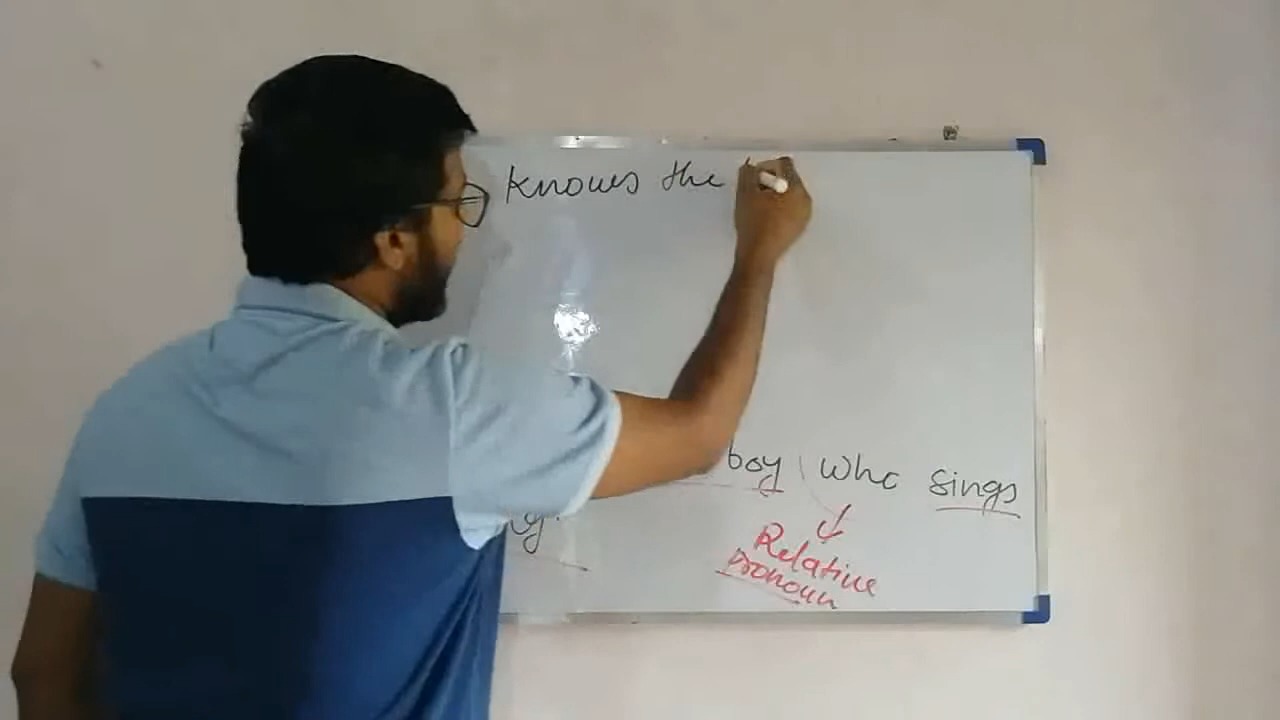 Knows the
boy who sings
Relative
Pronoun